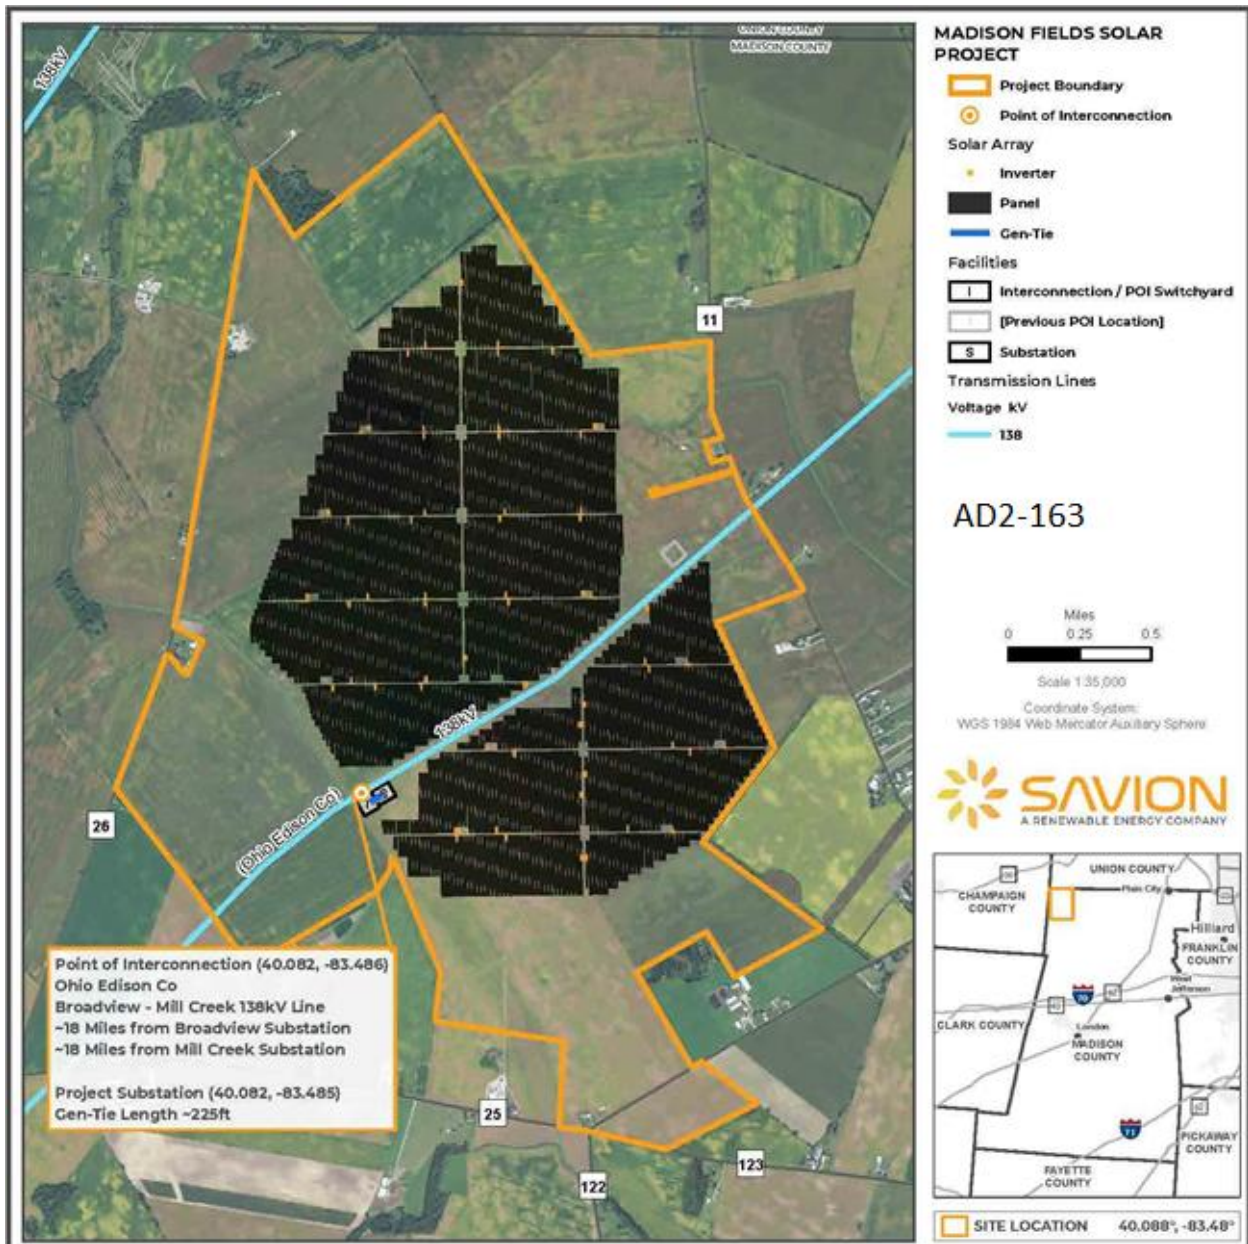 UNION COUNTY
MADISON COUNTY
138kV
11
138kV
(Ohio Edison Co)
26
Point of Interconnection (40.082, -83.486)
Ohio Edison Co
Broadview - Mill Creek 138kV Line
~18 Miles from Broadview Substation
~18 Miles from Mill Creek Substation
Project Substation (40.082, -83.485)
Gen-Tie Length ~225ft
25
123
122
MADISON FIELDS SOLAR
PROJECT
Project Boundary
Point of Interconnection
Solar Array
Inverter
Panel
Gen-Tie
Facilities
I Interconnection / POI Switchyard
[Previous POI Location]
S Substation
Transmission Lines
Voltage kV
138
AD2-163
Miles
0 0.25 0.5
Scale 1:35,000
Coordinate System:
WGS 1984 Web Mercator Auxiliary Sphere
SAVION
A RENEWABLE ENERGY COMPANY
UNION COUNTY
CHAMPAIGN
COUNTY
Plain City
Hilliard
FRANKLIN
COUNTY
West
Jefferson
70
CLARK COUNTY
London
MADISON
COUNTY
71
PICKAWAY
COUNTY
FAYETTE
COUNTY
SITE LOCATION 40.088°, -83.48°